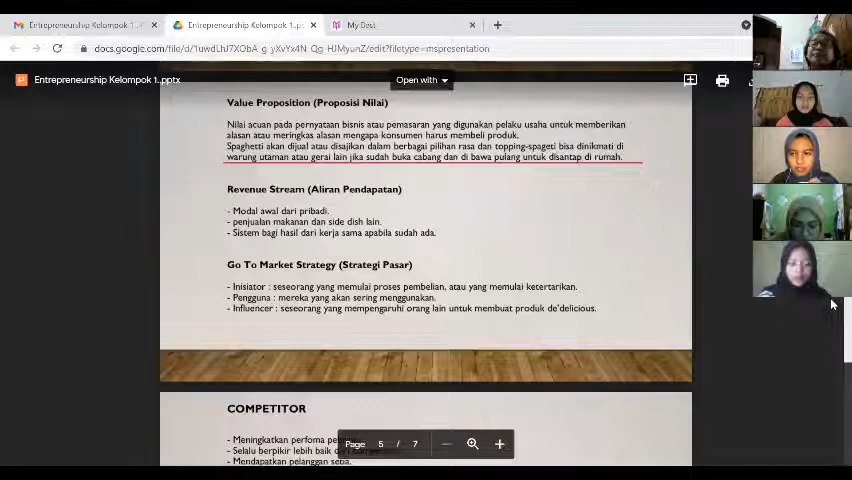 Entrepreneurship Kelompok 1..
Entrepreneurship Kelompok 1..pp
My Best
docs.google.com/file/d/1uwdLhJ7XObA_g_yXvYx4N_Qg_HJMyunZ/edit?filetype=mspresentation
Entrepreneurship Kelompok 1..pptx
Open with
Value Proposition (Proposisi Nilai)
Nilai acuan pada pernyataan bisnis atau pemasaran yang digunakan pelaku usaha untuk memberikan
alasan atau meringkas alasan mengapa konsumen harus membeli produk.
Spaghetti akan dijual atau disajikan dalam berbagai pilihan rasa dan topping-spageti bisa dinikmati di
warung utaman atau gerai lain jika sudah buka cabang dan di bawa pulang untuk disantap di rumah.
Revenue Stream (Aliran Pendapatan)
- Modal awal dari pribadi.
- penjualan makanan dan side dish lain.
- Sistem bagi hasil dari kerja sama apabila sudah ada.
Go To Market Strategy (Strategi Pasar)
- Inisiator : seseorang yang memulai proses pembelian, atau yang memulai ketertarikan.
- Pengguna : mereka yang akan sering menggunakan.
- Influencer : seseorang yang mempengaruhi orang lain untuk membuat produk de'delicious.
COMPETITOR
- Meningkatkan perfoma
- Selalu berpikir lebih baik
- Mendapatkan pelanggan setia.
Page 5 / 7